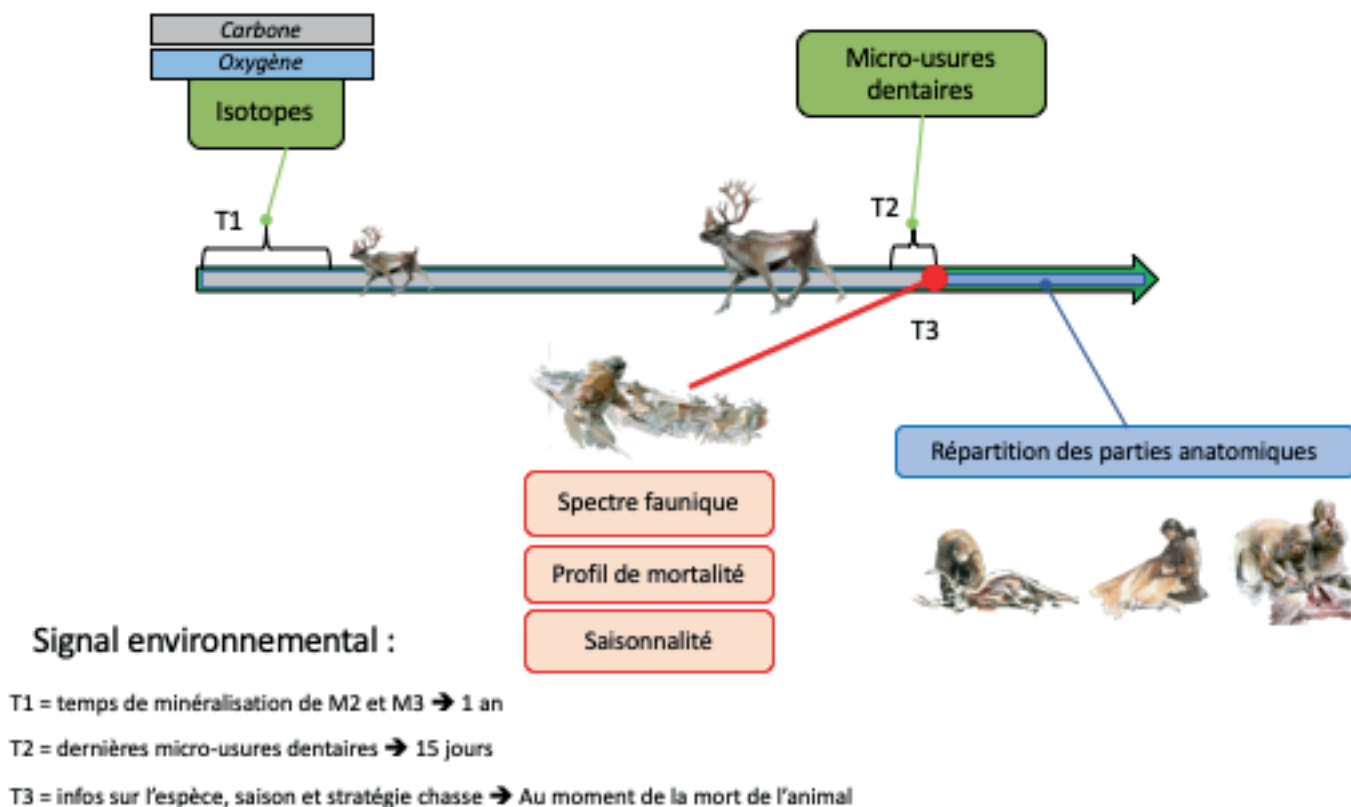 Carbone
Oxygène
Isotopes
Micro-usures
dentaires
T1
T2
T3
Répartition des parties anatomiques
Spectre faunique
Profil de mortalité
Saisonnalité
Signal environnemental :
T1 = temps de minéralisation de M2 et M3 ➔ 1 an
T2 = dernières micro-usures dentaires ➔ 15 jours
T3 = infos sur l'espèce, saison et stratégie chasse ➔ Au moment de la mort de l'animal